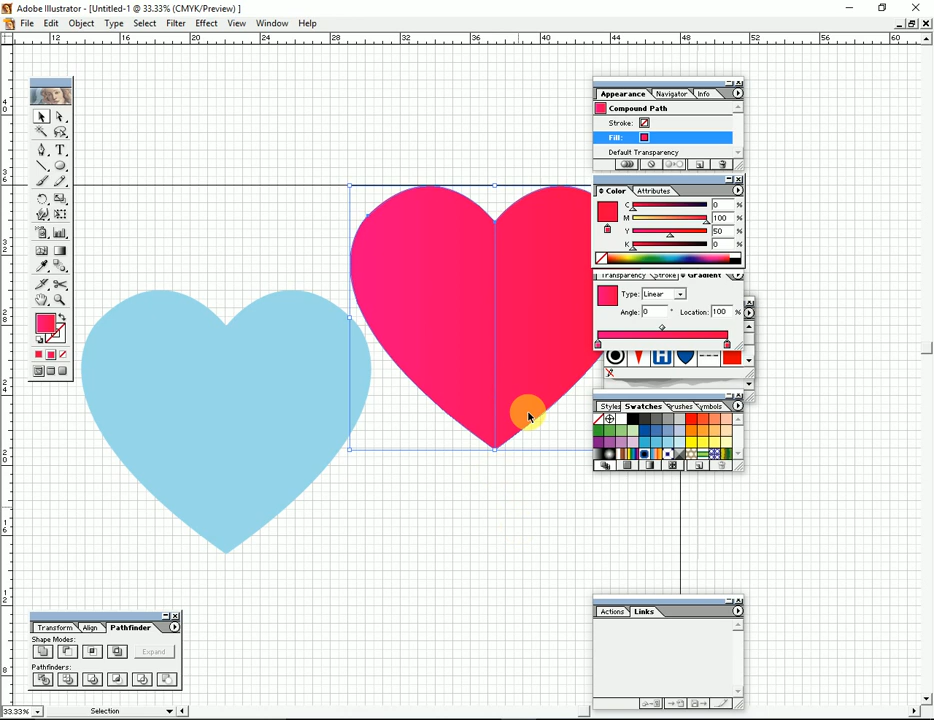 Adobe Illustrator - [Untitled-1 @ 33.33% (CMYK/Preview) ]
File Edit Object Type Select Filter Effect View Window Help
12 20 24 28 32 36 40 44 48 52 56 60
Appearance Navigator Info
Compound Path
Stroke:
Fill:
Default Transparency
Color Attributes
C 0 %
M 100 %
Y 50 %
K 0 %
Transparency Stroke Gradient
Type: Linear
Angle: 0 ° Location: 100 %
Styles Swatches Brushes Symbols
Transform Align Pathfinder
Shape Modes:
Expand
Pathfinders:
Actions Links
33.33% Selection